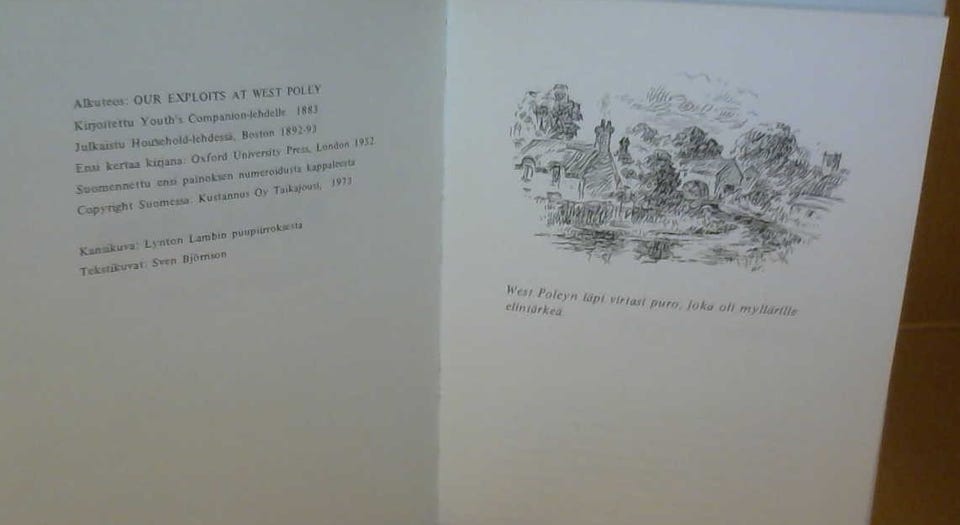 Alkuteos: OUR EXPLOITS AT WEST POLEY
Kirjoitettu Youth's Companion-lehdelle 1883
Julkaistu Household-lehdessä, Boston 1892-93
Ensi kertaa kirjana: Oxford University Press, London 1952
Suomennettu ensi painoksen numeroidusta kappaleesta
Copyright Suomessa: Kustannus Oy Taikajousi, 1973
Kansikuva: Lynton Lambin puupiirroksesta
Tekstikuvat: Sven Björnson
West Poleyn läpi virtasi puro, joka oli myllärille
elintärkeä